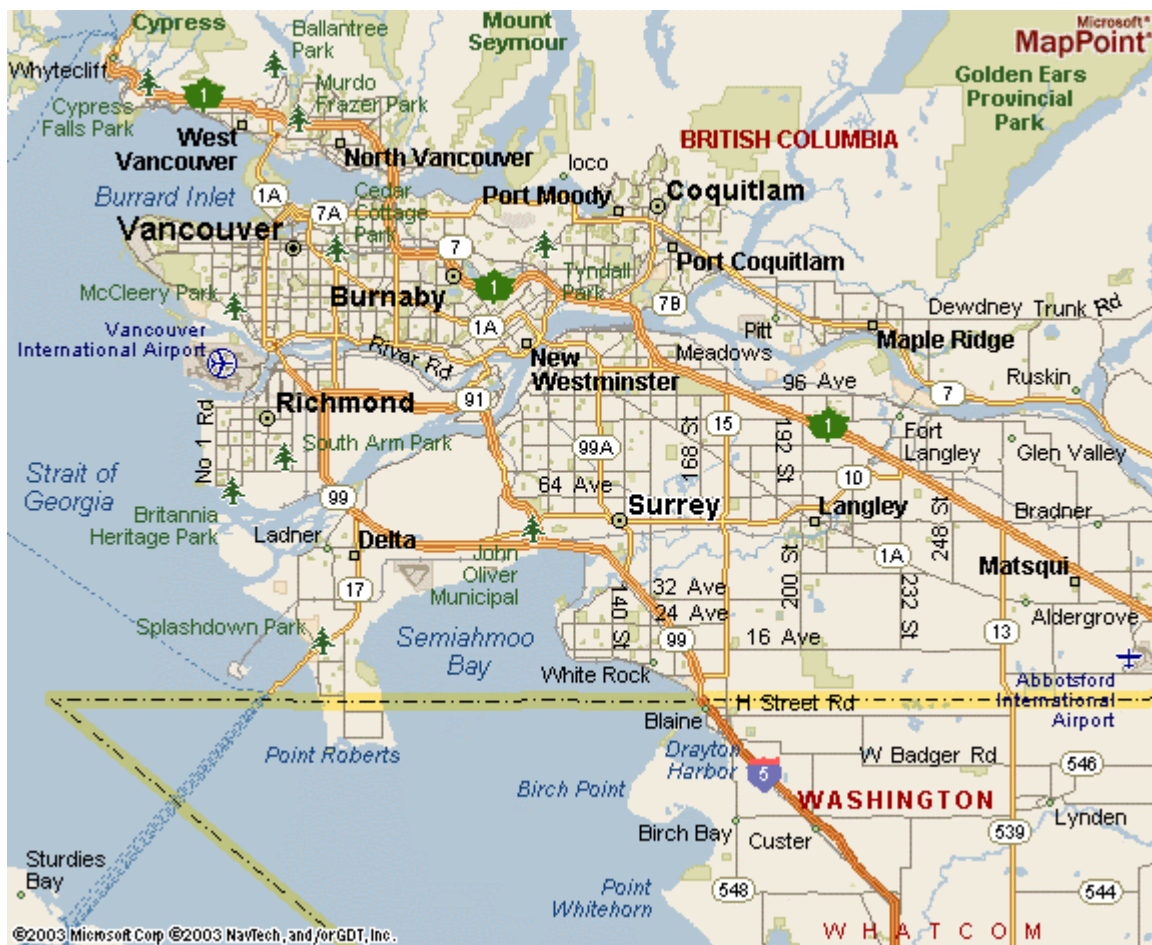 Cypress
Ballantree
Park
Mount
Seymour
Microsoft®
MapPoint®
Whytecliff
Murdo
Frazer Park
Golden Ears
Provincial
Park
1
Cypress
Falls Park
West
Vancouver
North Vancouver
BRITISH COLUMBIA
Ioco
Burrard Inlet
1A
Cedar
Cottage
Park
Port Moody
Coquitlam
7A
Vancouver
7
Port Coquitlam
McCleery Park
Burnaby
1
Tyndall
Park
7B
Dewdney Trunk Rd
Vancouver
International Airport
1A
Pitt
Meadows
Maple Ridge
River Rd
New
Westminster
96 Ave
Ruskin
7
No 1 Rd
Richmond
91
15
1
Fort
Langley
South Arm Park
99A
168 St
192 St
Glen Valley
Strait of
Georgia
99
64 Ave
10
Surrey
Langley
248 St
Bradner
Britannia
Heritage Park
Ladner
Delta
John
Oliver
Municipal
200 St
1A
Matsqui
17
140 St
32 Ave
24 Ave
232 St
Aldergrove
Splashdown Park
Semiahmoo
Bay
99
16 Ave
13
White Rock
Abbotsford
International
Airport
H Street Rd
Blaine
Point Roberts
Drayton
Harbor
W Badger Rd
546
5
Birch Point
WASHINGTON
Lynden
Birch Bay
Custer
539
Sturdies
Bay
Point
Whitehorn
548
544
WHATCOM
©2003 Microsoft Corp ©2003 NavTech, and/or GDT, Inc.